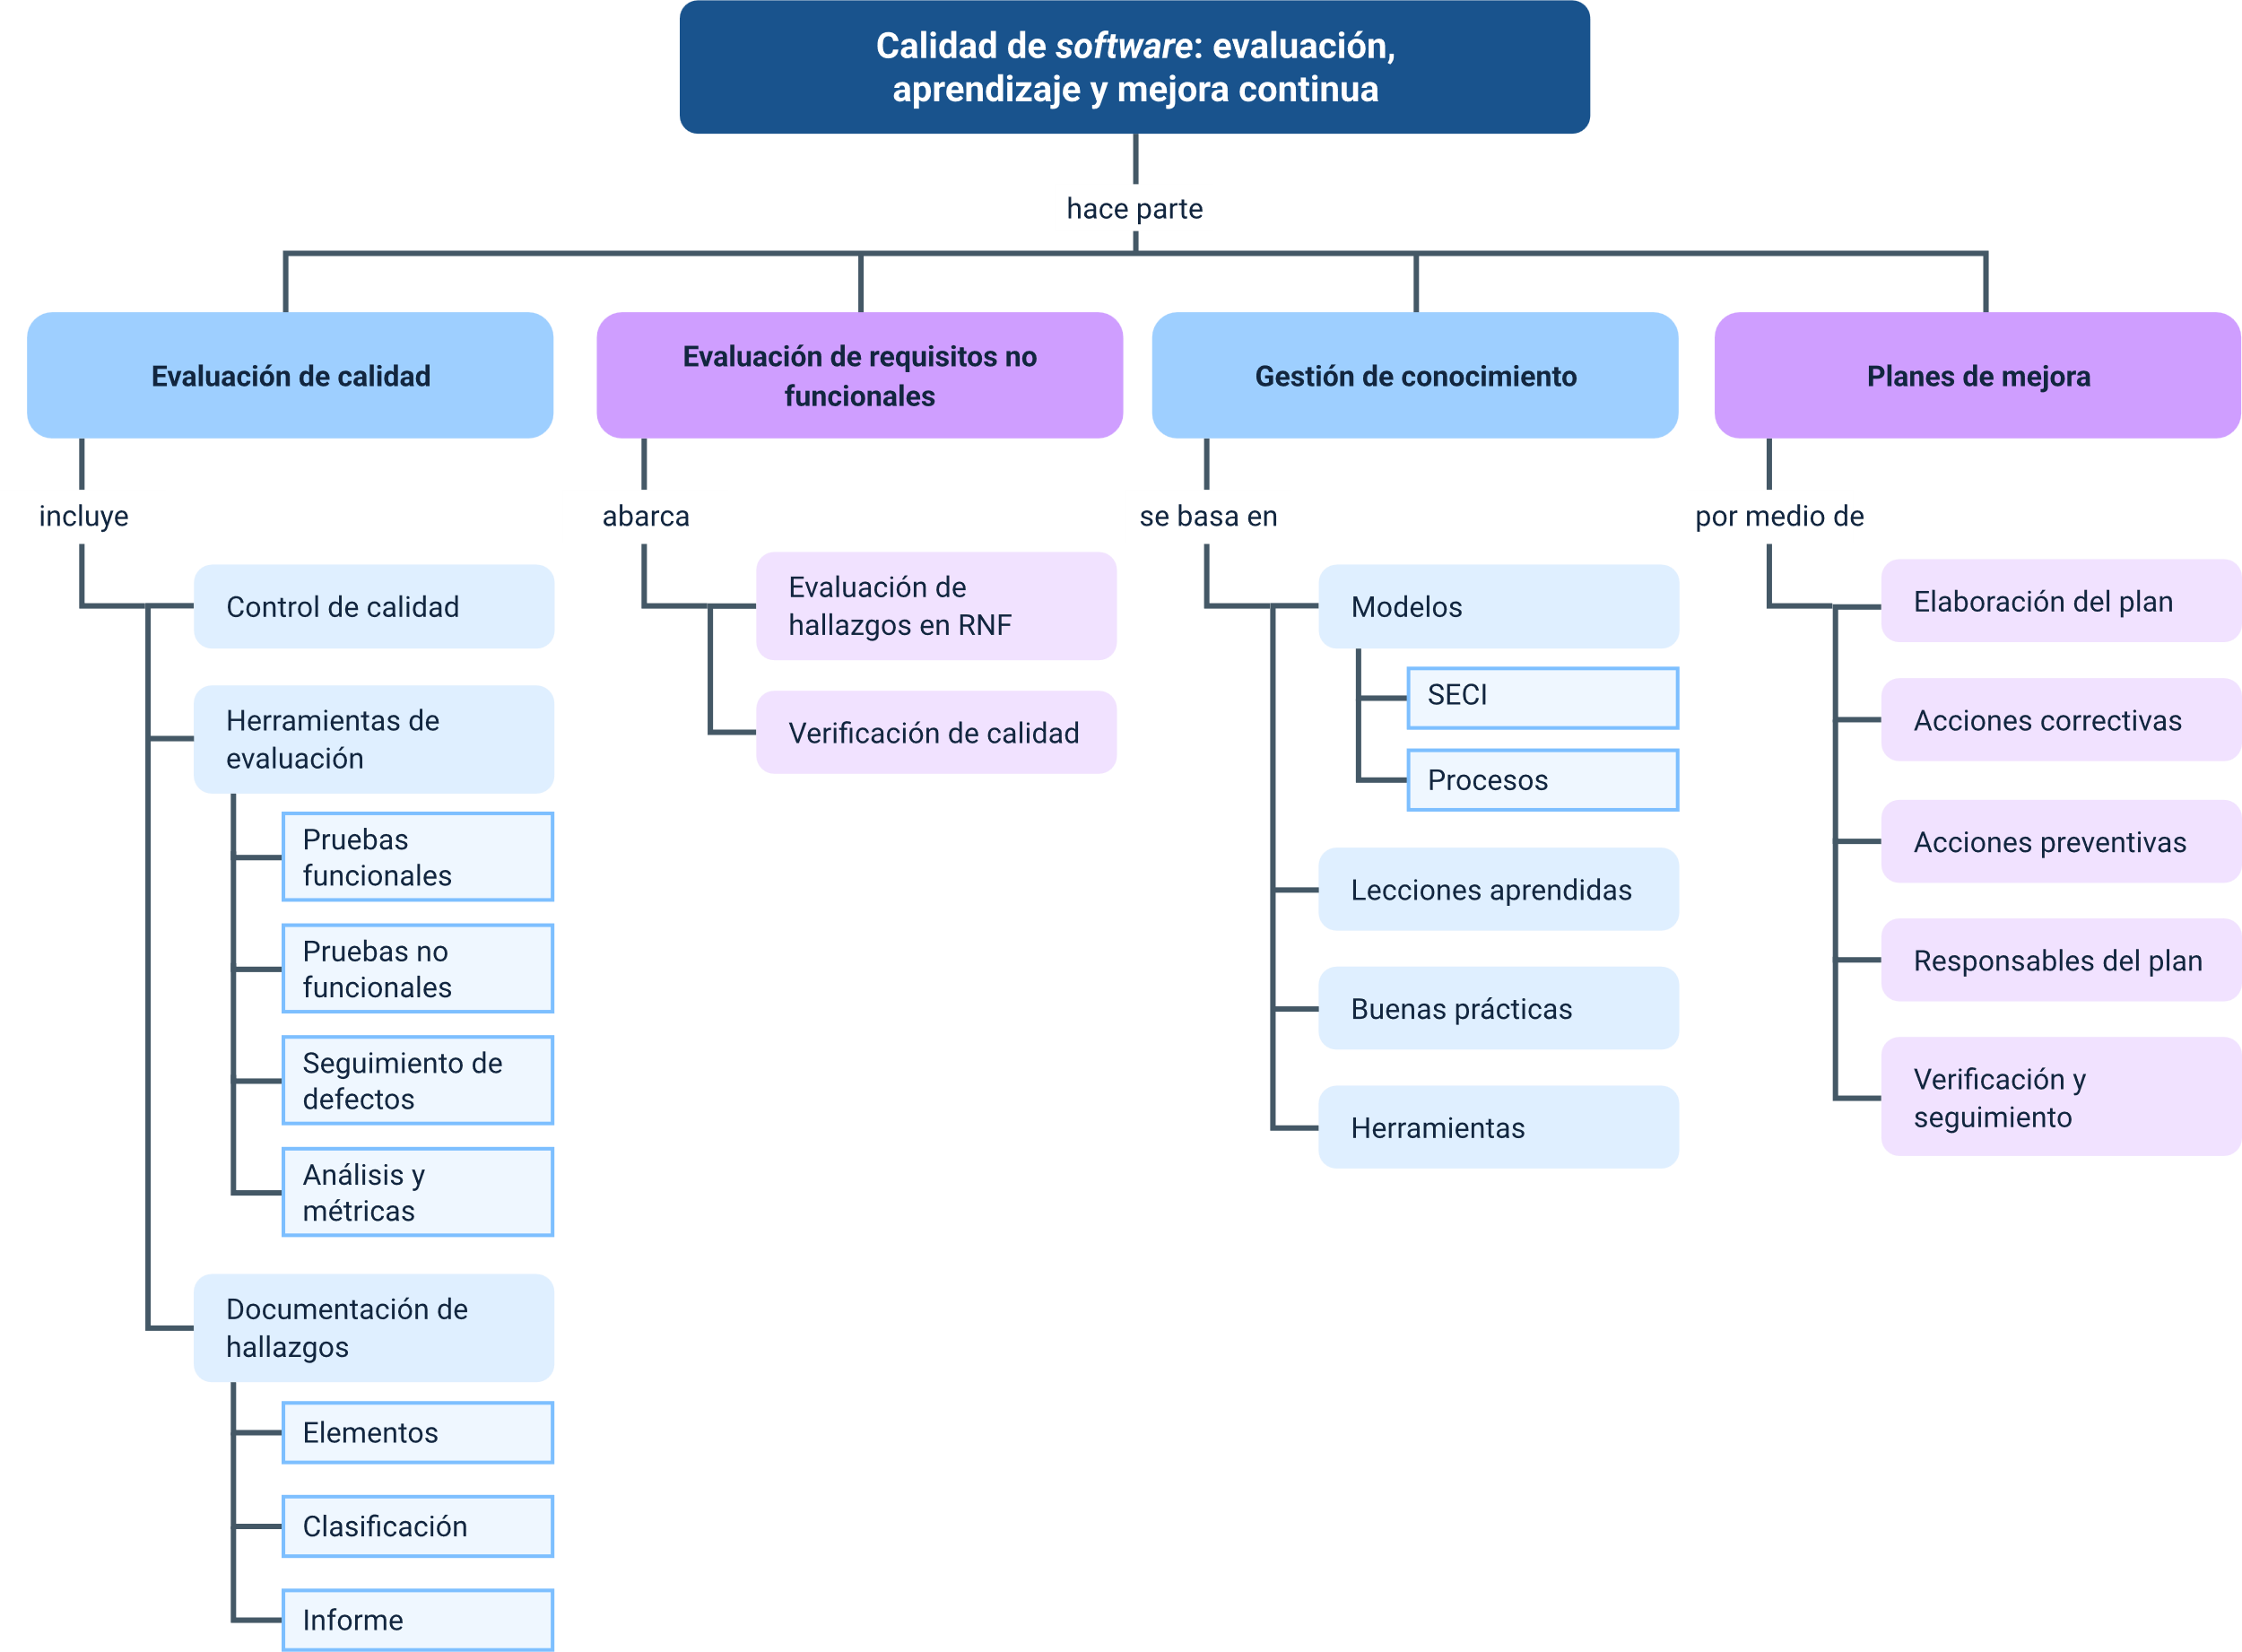 Calidad de software: evaluación,
aprendizaje y mejora continua
hace parte
Evaluación de calidad
incluye
Control de calidad
Herramientas de
evaluación
Pruebas
funcionales
Pruebas no
funcionales
Seguimiento de
defectos
Análisis y
métricas
Documentación de
hallazgos
Elementos
Clasificación
Informe
Evaluación de requisitos no
funcionales
abarca
Evaluación de
hallazgos en RNF
Verificación de calidad
Gestión de conocimiento
se basa en
Modelos
SECI
Procesos
Lecciones aprendidas
Buenas prácticas
Herramientas
Planes de mejora
por medio de
Elaboración del plan
Acciones correctivas
Acciones preventivas
Responsables del plan
Verificación y
seguimiento